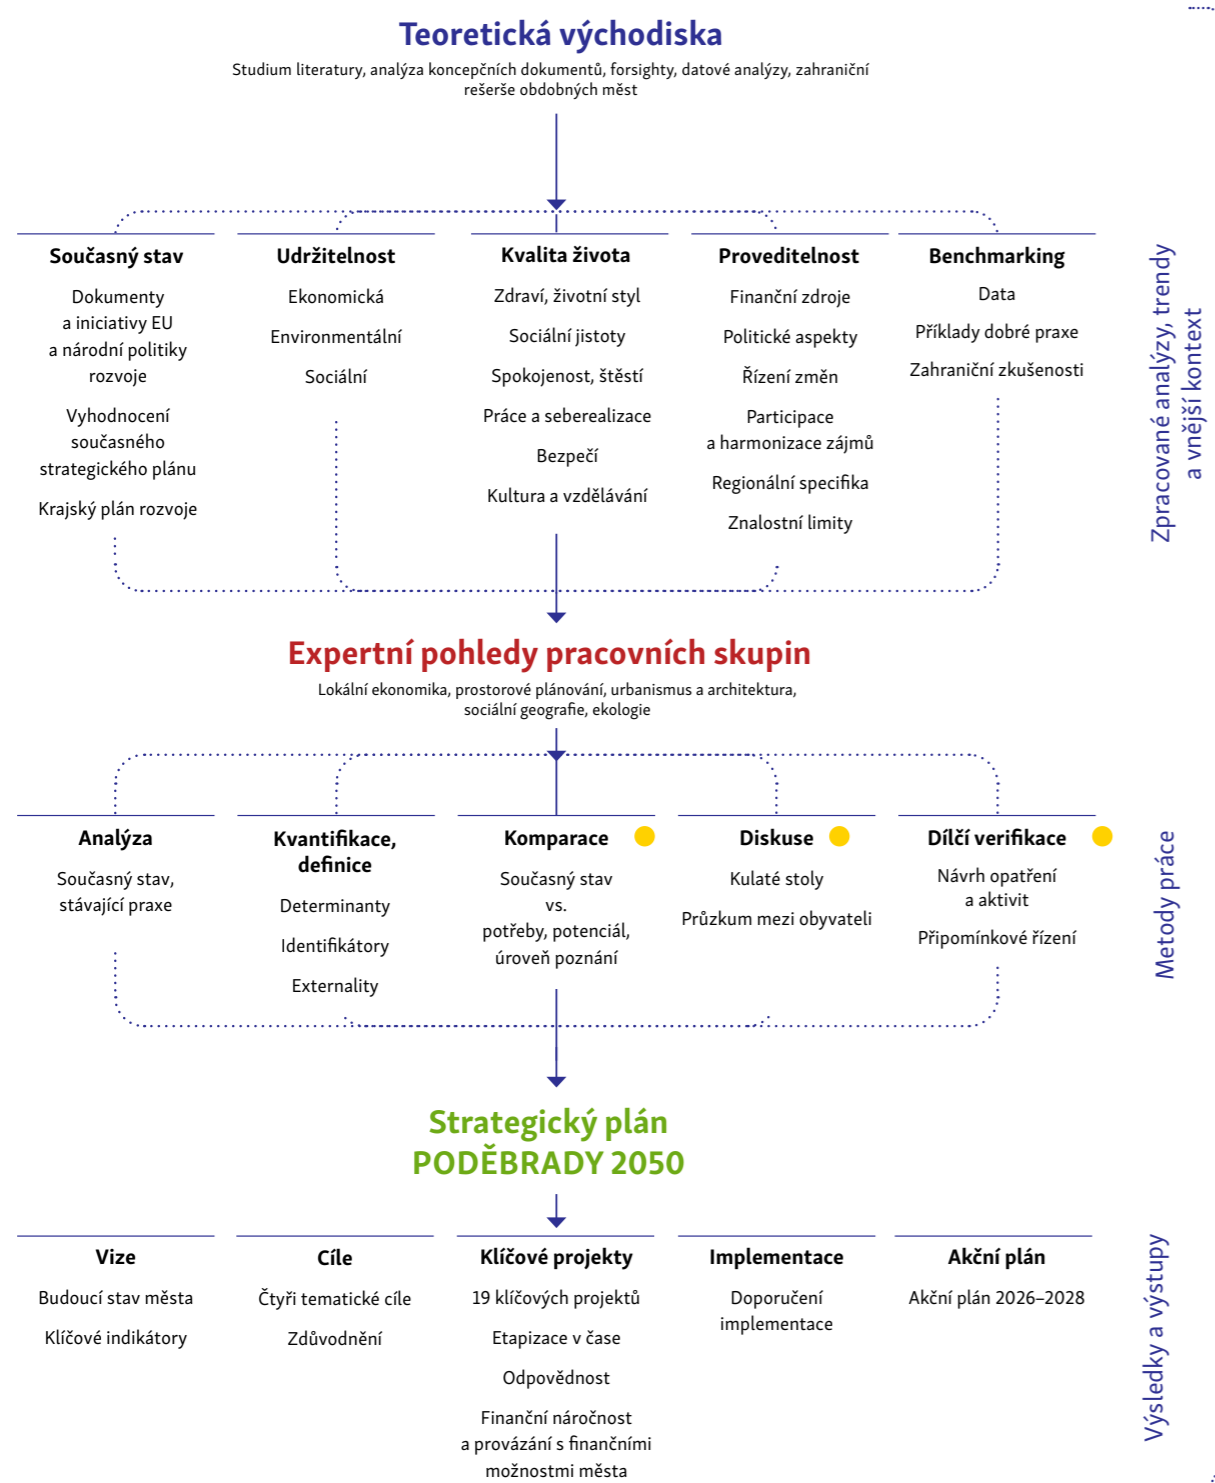 Teoretická východiska
Studium literatury, analýza koncepčních dokumentů, forsighty, datové analýzy, zahraniční
rešerše obdobných měst
Současný stav
Dokumenty
a iniciativy EU
a národní politiky
rozvoje
Vyhodnocení
současného
strategického plánu
Krajský plán rozvoje
Udržitelnost
Ekonomická
Environmentální
Sociální
Kvalita života
Zdraví, životní styl
Sociální jistoty
Spokojenost, štěstí
Práce a seberealizace
Bezpečí
Kultura a vzdělávání
Proveditelnost
Finanční zdroje
Politické aspekty
Řízení změn
Participace
a harmonizace zájmů
Regionální specifika
Znalostní limity
Benchmarking
Data
Příklady dobré praxe
Zahraniční zkušenosti
Zpracované analýzy, trendy
a vnější kontext
Expertní pohledy pracovních skupin
Lokální ekonomika, prostorové plánování, urbanismus a architektura,
sociální geografie, ekologie
Analýza
Současný stav,
stávající praxe
Kvantifikace,
definice
Determinanty
Identifikátory
Externality
Komparace
Současný stav
vs.
potřeby, potenciál,
úroveň poznání
Diskuse
Kulaté stoly
Průzkum mezi obyvateli
Dílčí verifikace
Návrh opatření
a aktivit
Připomínkové řízení
Metody práce
Strategický plán
PODĚBRADY 2050
Vize
Budoucí stav města
Klíčové indikátory
Cíle
Čtyři tematické cíle
Zdůvodnění
Klíčové projekty
19 klíčových projektů
Etapizace v čase
Odpovědnost
Finanční náročnost
a provázání s finančními
možnostmi města
Implementace
Doporučení
implementace
Akční plán
Akční plán 2026–2028
Výsledky a výstupy